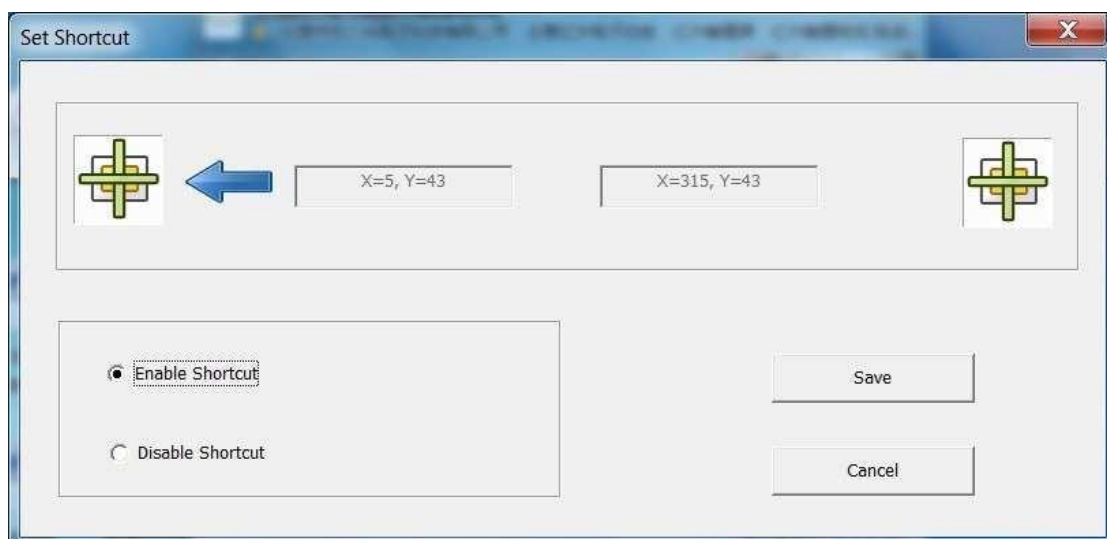 Set Shortcut
X=5, Y=43
X=315, Y=43
Enable Shortcut
Save
Disable Shortcut
Cancel